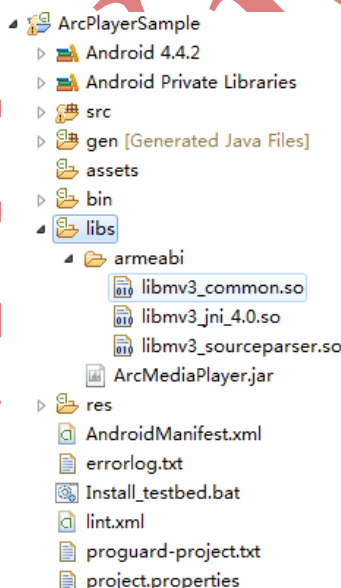 ArcPlayerSample
Android 4.4.2
Android Private Libraries
src
gen [Generated Java Files]
assets
bin
libs
armeabi
libmv3_common.so
libmv3_jni_4.0.so
libmv3_sourceparser.so
ArcMediaPlayer.jar
res
AndroidManifest.xml
errorlog.txt
Install_testbed.bat
lint.xml
proguard-project.txt
project.properties